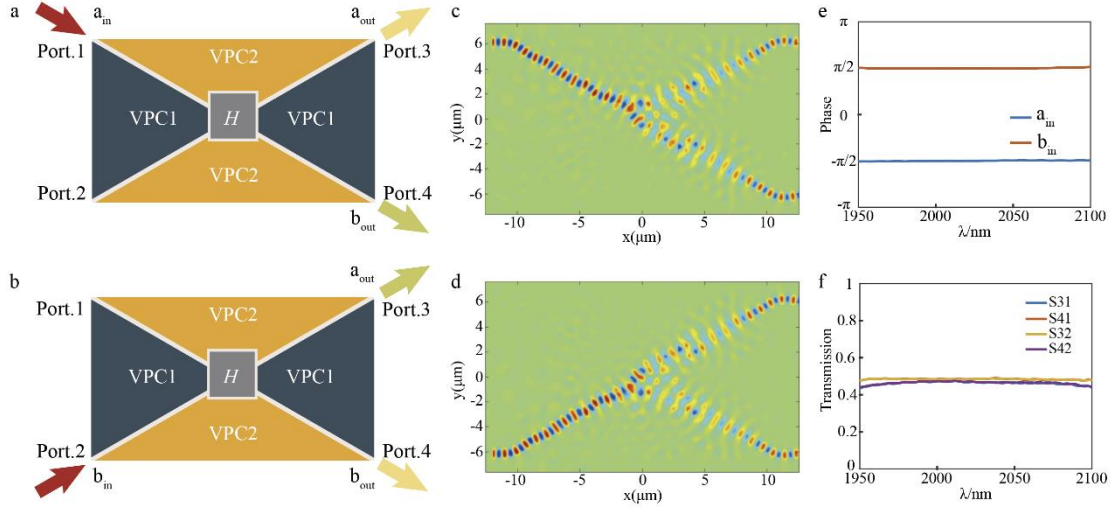 a
a_in
a_out
Port.1
Port.3
VPC2
VPC1
H
VPC1
VPC2
Port.2
Port.4
b_out
b
a_out
Port.1
Port.3
VPC2
VPC1
H
VPC1
VPC2
Port.2
Port.4
b_in
b_out
c
y(μm)
6
4
2
0
-2
-4
-6
-10 -5 0 5 10
x(μm)
d
y(μm)
6
4
2
0
-2
-4
-6
-10 -5 0 5 10
x(μm)
e
Phase
π
π/2
0
-π/2
-π
a_in
b_in
1950 2000 2050 2100
λ/nm
f
Transmission
1
0.8
0.6
0.4
0.2
0
S31
S41
S32
S42
1950 2000 2050 2100
λ/nm